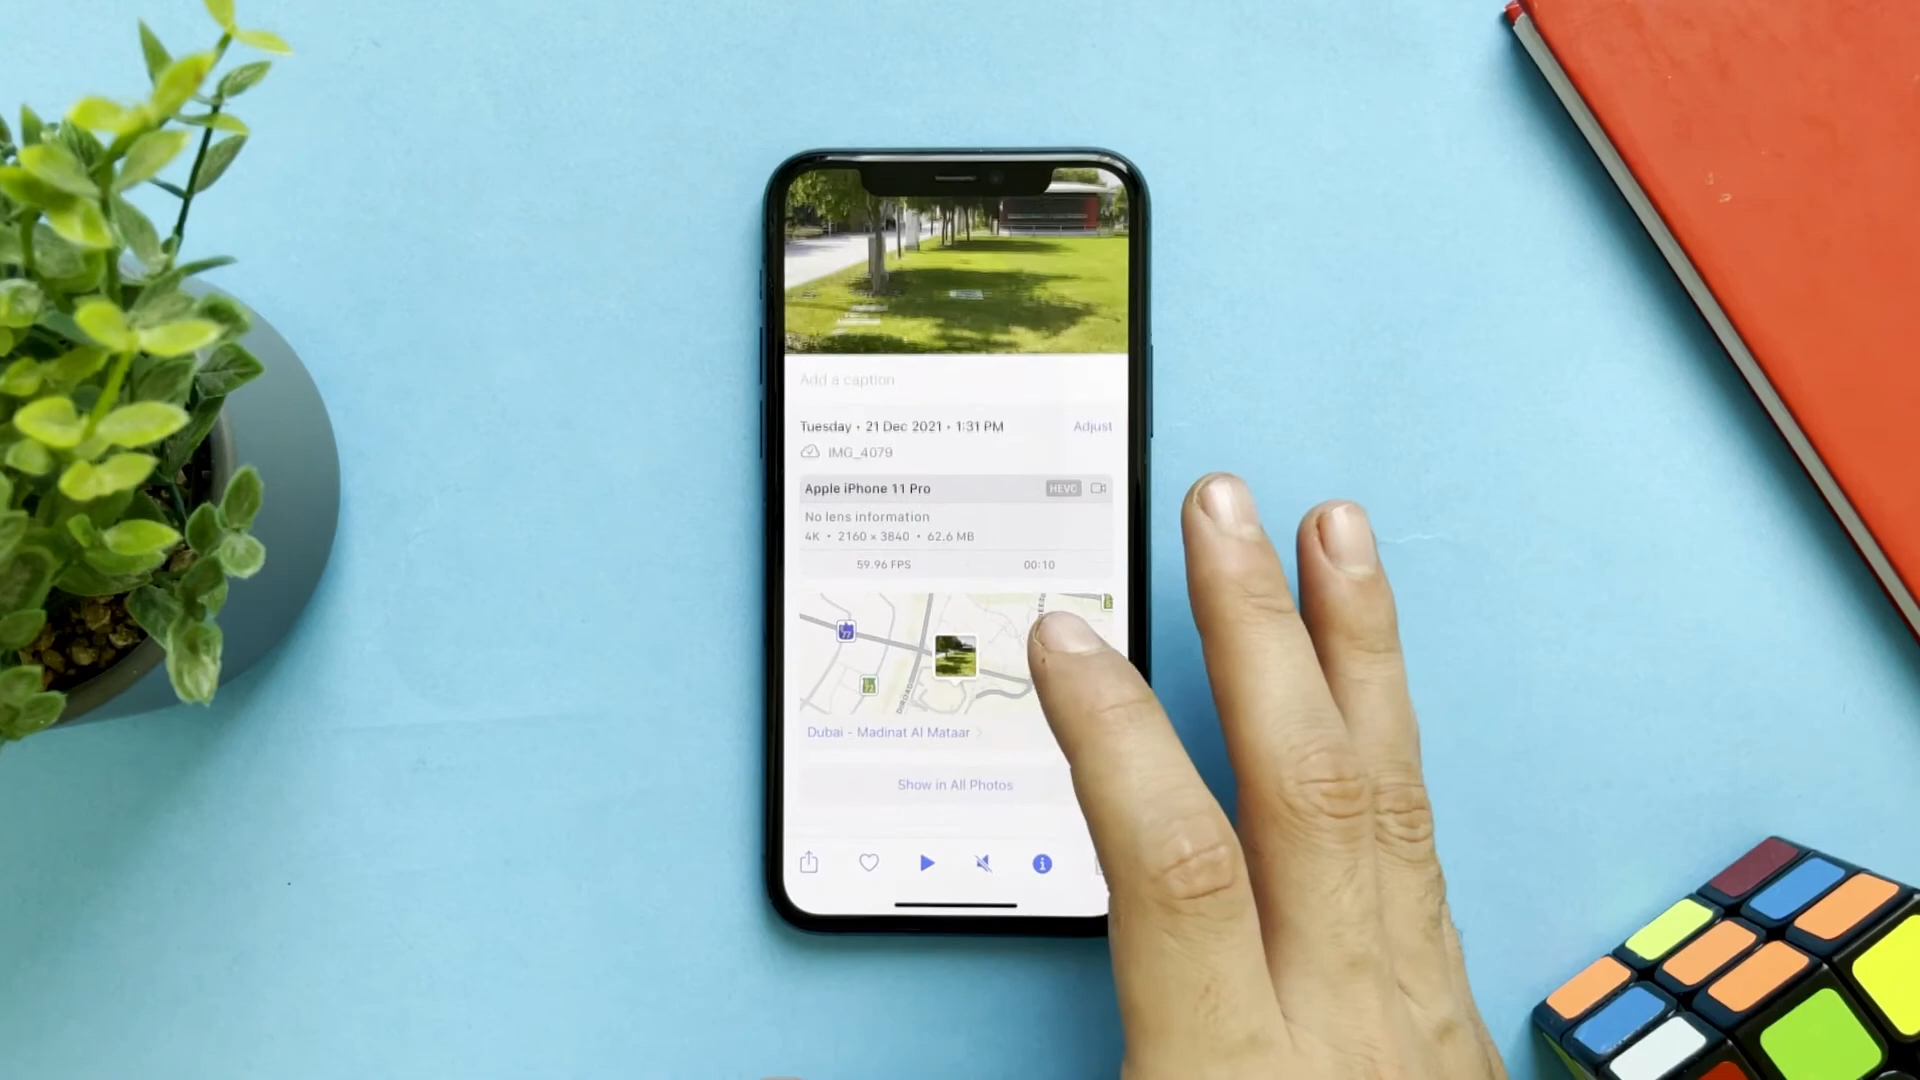 Add a caption
Tuesday • 21 Dec 2021 • 1:31 PM Adjust
IMG_4079
Apple iPhone 11 Pro HEVC
No lens information
4K • 2160 × 3840 • 62.6 MB
59.96 FPS 00:10
77
Dubai - Madinat Al Mataar
Show in All Photos